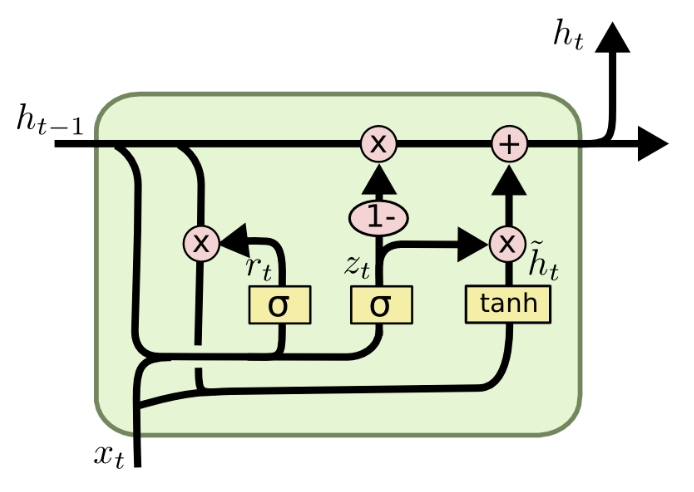 h_t
h_{t-1}
x +
1-
x r_t z_t x h̃_t
σ σ tanh
x_t